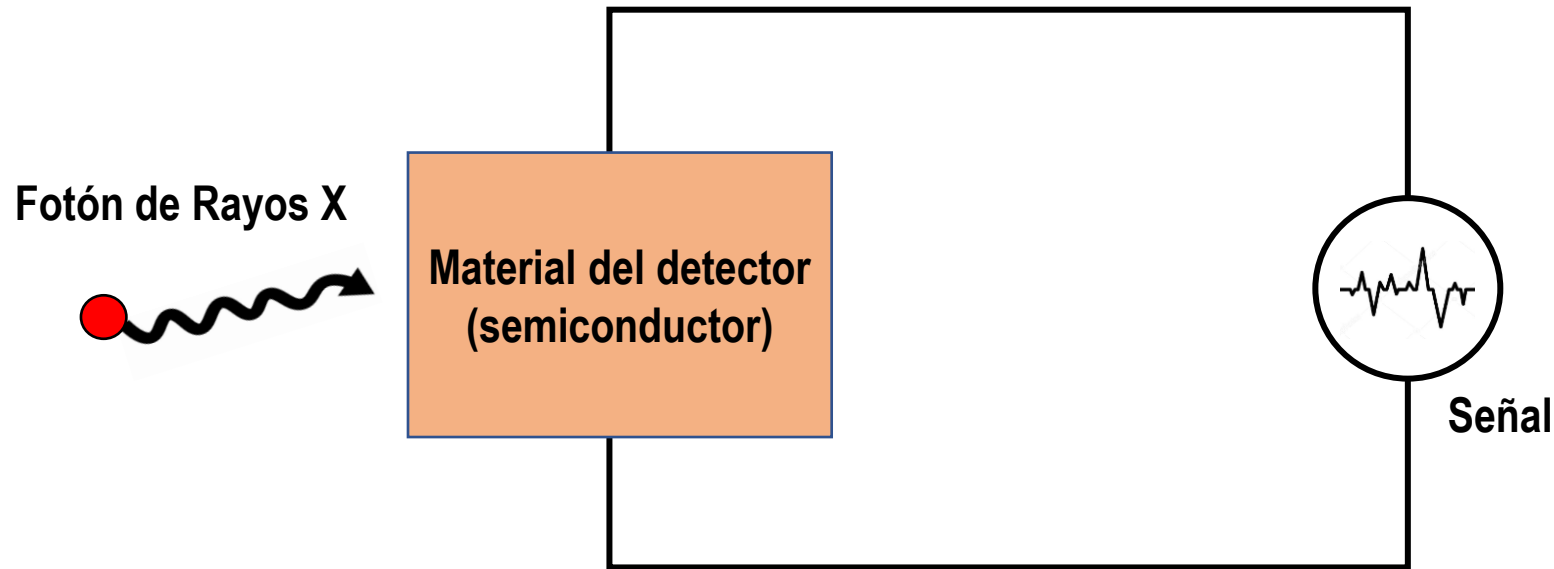 Fotón de Rayos X
Material del detector
(semiconductor)
Señal